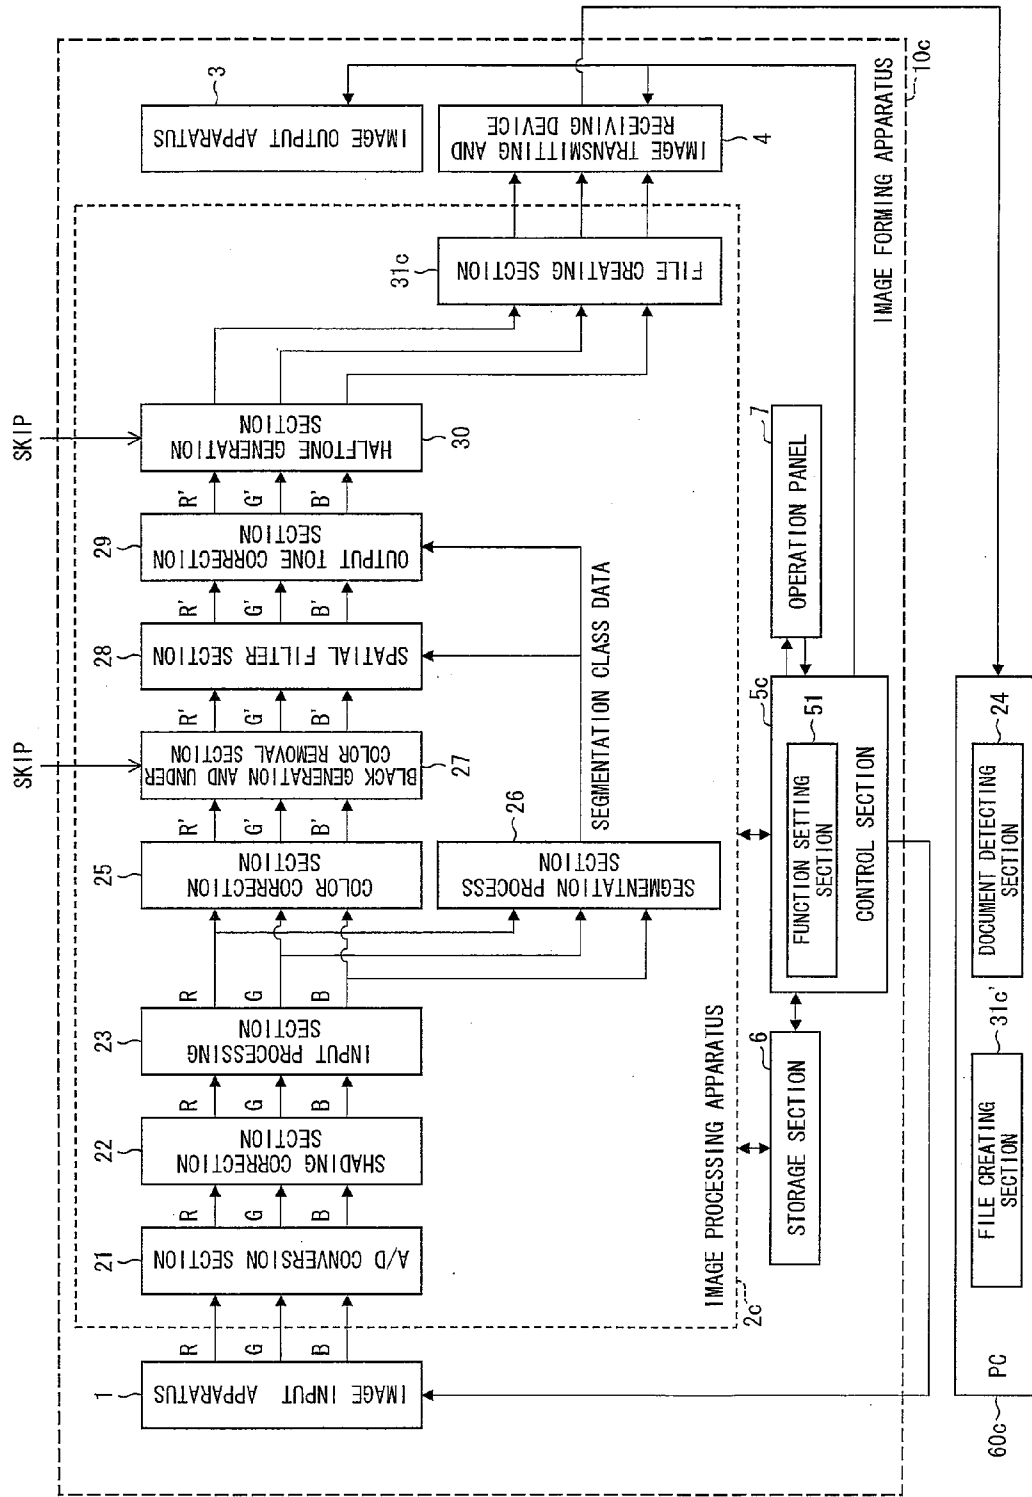 SKIP
SKIP
1
IMAGE INPUT APPARATUS
R
G
B
21
A/D CONVERSION SECTION
R
G
B
22
SHADING CORRECTION
SECTION
R
G
B
23
INPUT PROCESSING
SECTION
R
G
B
25
COLOR CORRECTION
SECTION
R'
G'
B'
BLACK GENERATION AND UNDER
COLOR REMOVAL SECTION
27
R'
G'
B'
28
SPATIAL FILTER SECTION
R'
G'
B'
29
OUTPUT TONE CORRECTION
SECTION
R'
G'
B'
HALFTONE GENERATION
SECTION
30
3
IMAGE OUTPUT APPARATUS
26
SEGMENTATION PROCESS
SECTION
SEGMENTATION CLASS DATA
31c
FILE CREATING SECTION
IMAGE TRANSMITTING AND
RECEIVING DEVICE
4
IMAGE PROCESSING APPARATUS
2c
6
STORAGE SECTION
5c
51
FUNCTION SETTING
SECTION
CONTROL SECTION
7
OPERATION PANEL
IMAGE FORMING APPARATUS
10c
60c
PC
31c'
FILE CREATING
SECTION
24
DOCUMENT DETECTING
SECTION